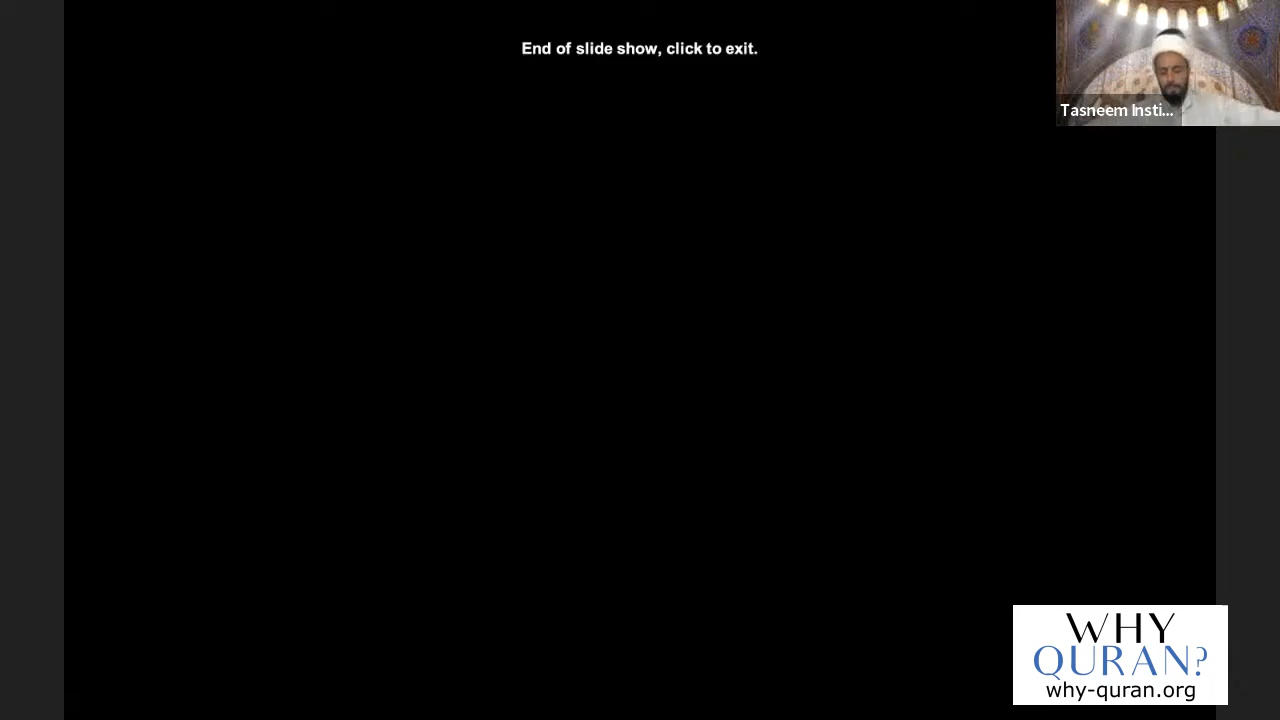 End of slide show, click to exit.
Tasneem Insti...
WHY
QURAN?
why-quran.org